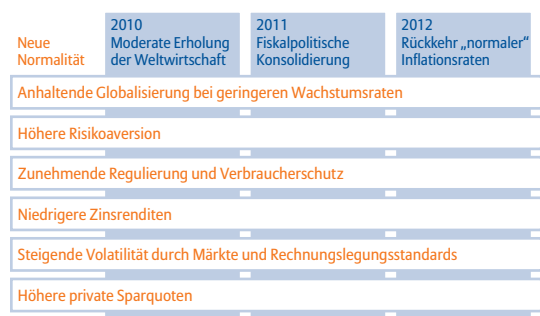 Neue
Normalität
2010
Moderate Erholung
der Weltwirtschaft
2011
Fiskalpolitische
Konsolidierung
2012
Rückkehr „normaler“
Inflationsraten
Anhaltende Globalisierung bei geringeren Wachstumsraten
Höhere Risikoaversion
Zunehmende Regulierung und Verbraucherschutz
Niedrigere Zinsrenditen
Steigende Volatilität durch Märkte und Rechnungslegungsstandards
Höhere private Sparquoten